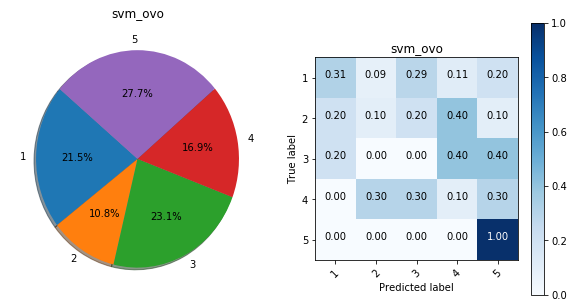 svm_ovo
5
27.7%
4
16.9%
1
21.5%
10.8%
23.1%
2
3
svm_ovo
True label
1 0.31 0.09 0.29 0.11 0.20
2 0.20 0.10 0.20 0.40 0.10
3 0.20 0.00 0.00 0.40 0.40
4 0.00 0.30 0.30 0.10 0.30
5 0.00 0.00 0.00 0.00 1.00
1 2 3 4 5
Predicted label
1.0
0.8
0.6
0.4
0.2
0.0